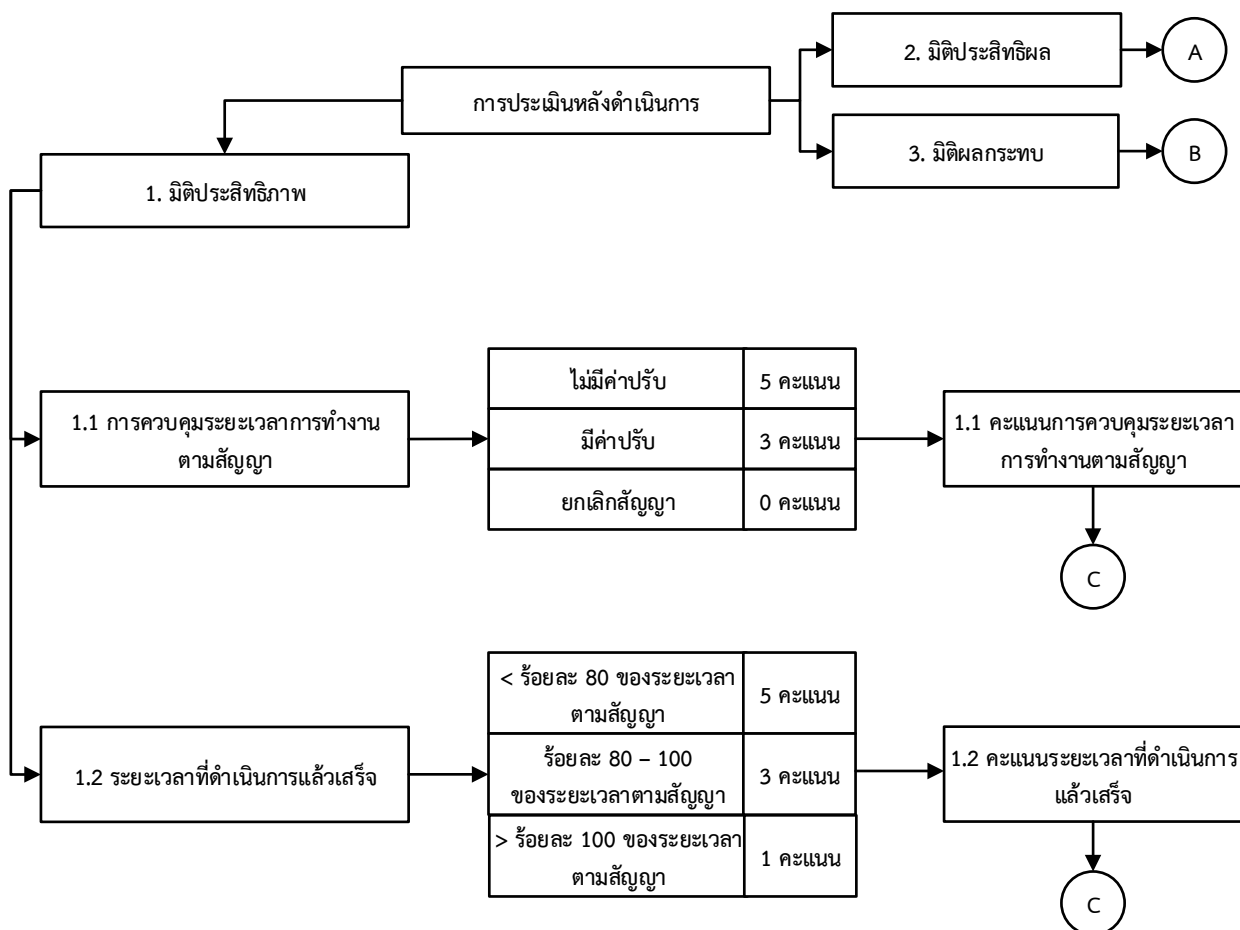 2. มิติประสิทธิผล
A
การประเมินหลังดำเนินการ
3. มิติผลกระทบ
B
1. มิติประสิทธิภาพ
ไม่มีค่าปรับ
5 คะแนน
1.1 การควบคุมระยะเวลาการทำงาน
ตามสัญญา
มีค่าปรับ
3 คะแนน
1.1 คะแนนการควบคุมระยะเวลา
การทำงานตามสัญญา
ยกเลิกสัญญา
0 คะแนน
C
< ร้อยละ 80 ของระยะเวลา
ตามสัญญา
5 คะแนน
1.2 ระยะเวลาที่ดำเนินการแล้วเสร็จ
ร้อยละ 80 – 100
ของระยะเวลาตามสัญญา
3 คะแนน
1.2 คะแนนระยะเวลาที่ดำเนินการ
แล้วเสร็จ
> ร้อยละ 100 ของระยะเวลา
ตามสัญญา
1 คะแนน
C